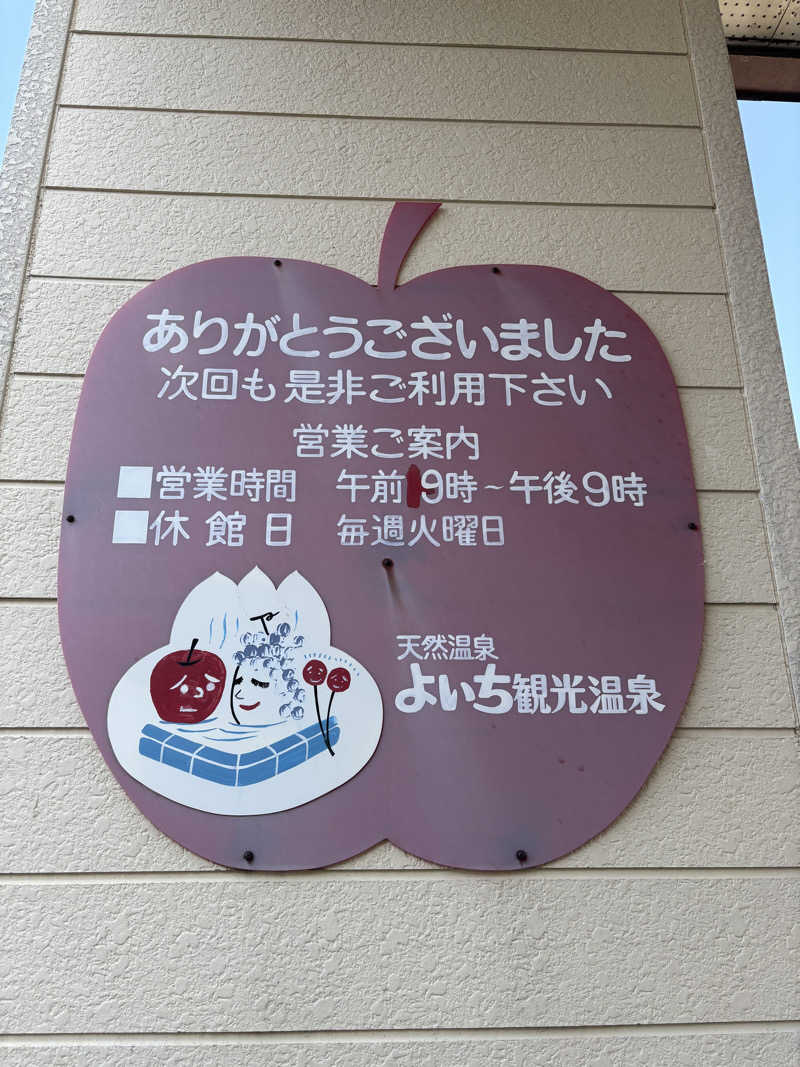 ありがとうございました
次回も是非ご利用下さい
営業ご案内
■営業時間 午前9時～午後9時
■休館日 毎週火曜日
天然温泉
よいち観光温泉